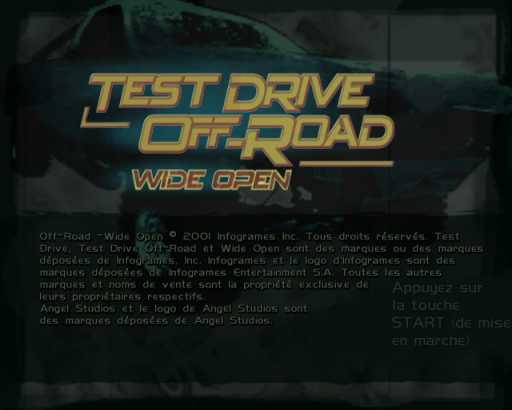 TEST DRIVE
OFF-ROAD
WIDE OPEN
Off-Road -Wide Open © 2001 Infogrames Inc. Tous droits réservés. Test
Drive, Test Drive Off-Road et Wide Open sont des marques ou des marques
déposées de Infogrames, Inc. Infogrames et le logo d'Infogrames sont des
marques déposées de Infogrames Entertainment S.A. Toutes les autres
marques et noms de vente sont la propriété exclusive de
leurs propriétaires respectifs.
Angel Studios et le logo de Angel Studios sont
des marques déposées de Angel Studios.
Appuyez sur
la touche
START (de mise
en marche)